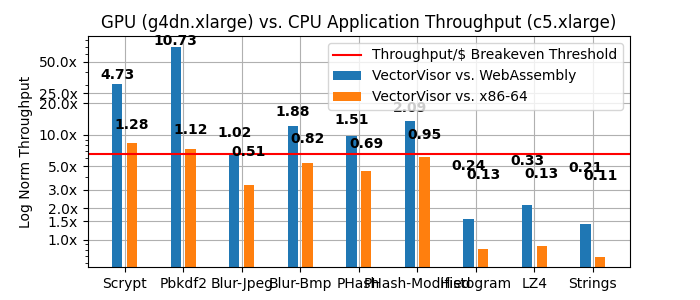 GPU (g4dn.xlarge) vs. CPU Application Throughput (c5.xlarge)
Log Norm Throughput
50.0x
25.0x
20.0x
10.0x
5.0x
3.0x
2.0x
1.5x
1.0x
Throughput/$ Breakeven Threshold
VectorVisor vs. WebAssembly
VectorVisor vs. x86-64
4.73
1.28
10.73
1.12
1.02
0.51
1.88
0.82
1.51
0.69
2.09
0.95
0.24
0.13
0.33
0.13
0.21
0.11
Scrypt
Pbkdf2
Blur-Jpeg
Blur-Bmp
PHash
PHash-Modified
Histogram
LZ4
Strings